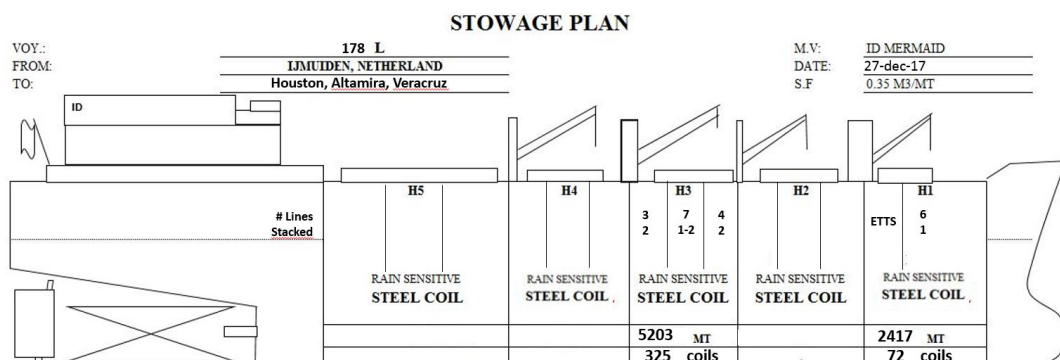 STOWAGE PLAN
VOY.: 178 L M.V: ID MERMAID
FROM: IJMUIDEN, NETHERLAND DATE: 27-dec-17
TO: Houston, Altamira, Veracruz S.F 0.35 M3/MT
ID
H5 H4 H3 H2 H1
# Lines 3 7 4 ETTS 6
Stacked 2 1-2 2 1
RAIN SENSITIVE RAIN SENSITIVE RAIN SENSITIVE RAIN SENSITIVE RAIN SENSITIVE
STEEL COIL STEEL COIL , STEEL COIL STEEL COIL STEEL COIL ,
5203 MT 2417 MT
325 coils 72 coils